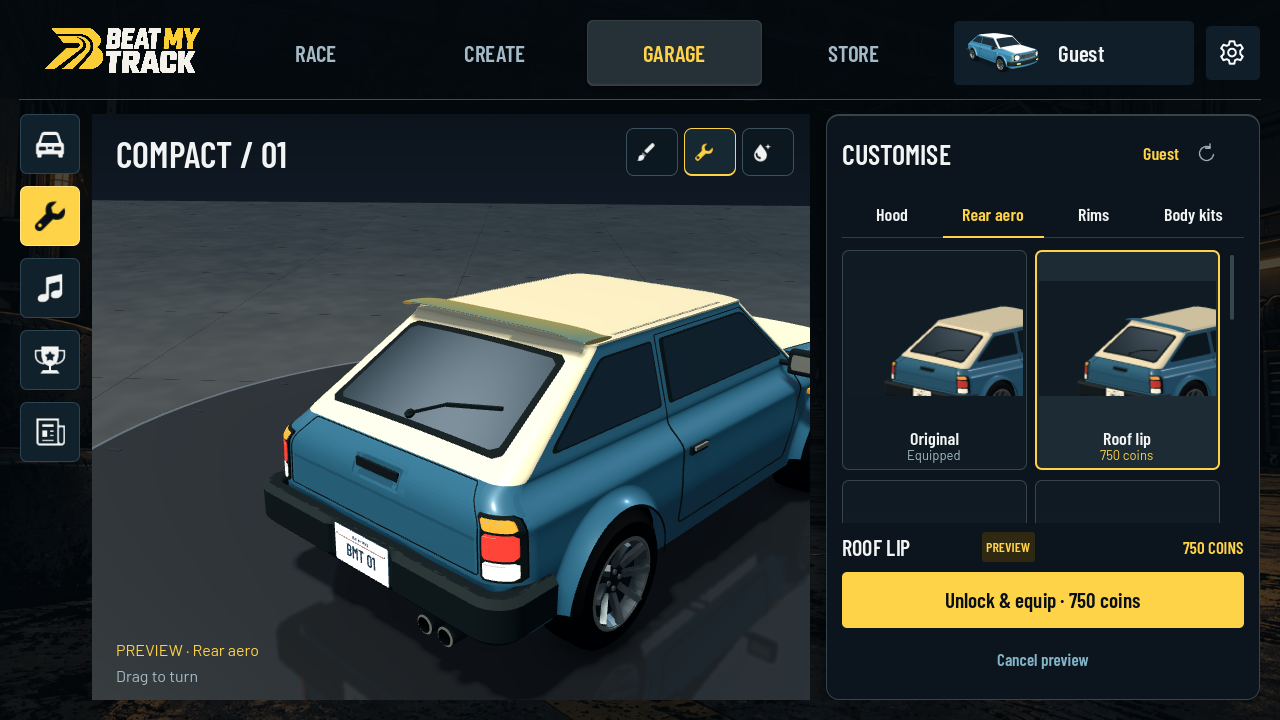 BEAT MY
TRACK
RACE
CREATE
GARAGE
STORE
Guest
COMPACT / 01
CUSTOMISE
Guest
Hood
Rear aero
Rims
Body kits
Original
Equipped
Roof lip
750 coins
BMT 01
ROOF LIP
PREVIEW
750 COINS
Unlock & equip · 750 coins
Cancel preview
PREVIEW · Rear aero
Drag to turn